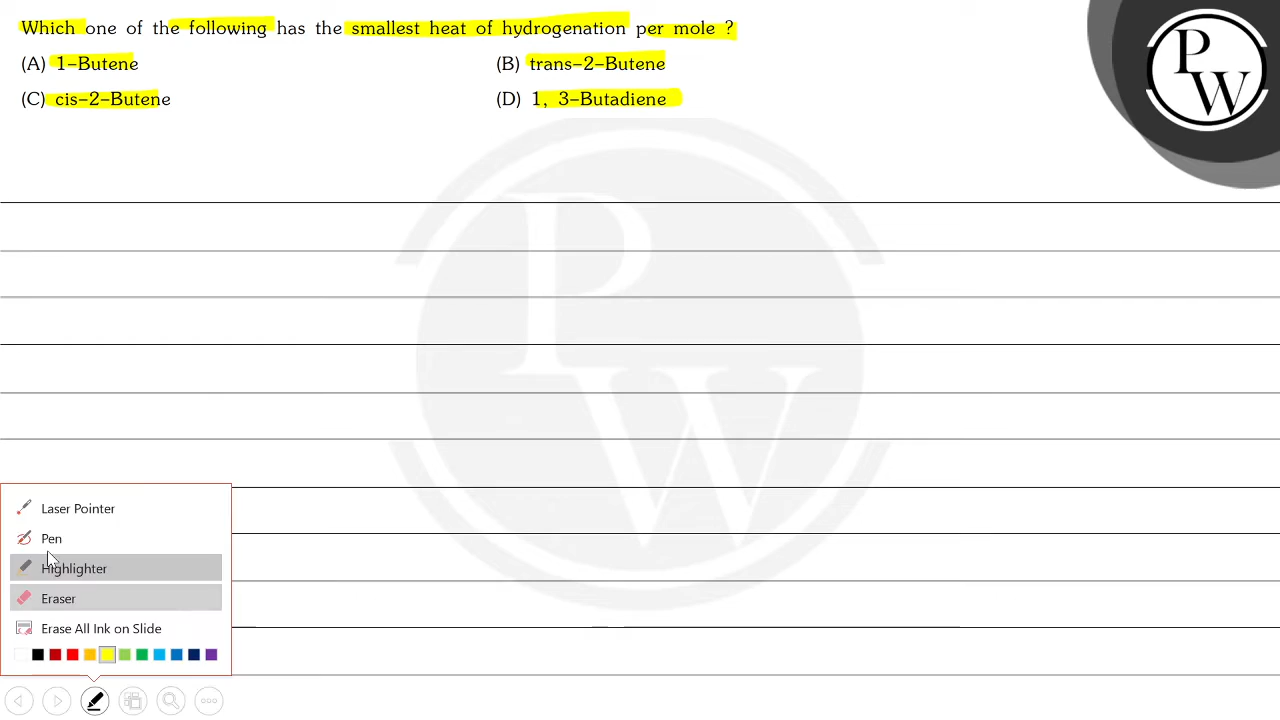 Which one of the following has the smallest heat of hydrogenation per mole ?
(A) 1–Butene (B) trans–2–Butene
(C) cis–2–Butene (D) 1, 3–Butadiene
P
W
P
W
Laser Pointer
Pen
Highlighter
Eraser
Erase All Ink on Slide